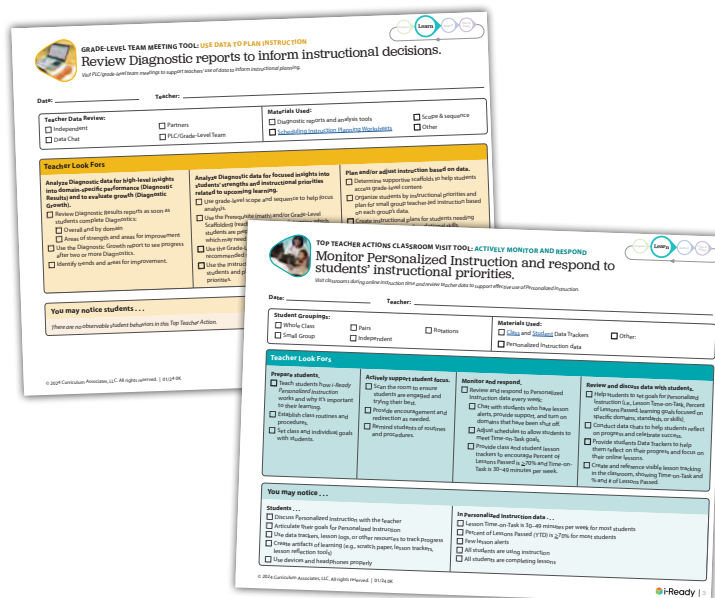 Learn
GRADE-LEVEL TEAM MEETING TOOL: USE DATA TO PLAN INSTRUCTION
Review Diagnostic reports to inform instructional decisions.
Visit PLC/grade-level team meetings to support teachers' use of data to inform instructional planning.
Date:
Teacher:
Teacher Data Review:
Independent
Partners
Data Chat
PLC/Grade-Level Team
Materials Used:
Diagnostic reports and analysis tools
Scope & sequence
Scheduling Instruction Planning Worksheets
Other
Teacher Look Fors
Analyze Diagnostic data for high-level insights
into domain-specific performance (Diagnostic
Results) and to evaluate growth (Diagnostic
Growth).
Review Diagnostic Results reports as soon as
students complete Diagnostics:
Overall and by domain
Areas of strength and areas for improvement
Use the Diagnostic Growth report to see progress
after two or more Diagnostics.
Identify trends and areas for improvement.
Analyze Diagnostic data for focused insights into
students' strengths and instructional priorities
related to upcoming learning.
Use grade-level scope and sequence to help focus
analysis.
Use the Prerequisite (math) and/or Grade-Level
Scaffolding (read
students are prep
which may need
Use the Grade-L
recommended
Use the Instruc
students and p
priorities.
Plan and/or adjust instruction based on data.
Determine supportive scaffolds to help students
access grade-level content.
Organize students by instructional priorities and
plan for small group teacher-led instruction based
on each group's data.
Create instructional plans for students needing
You may notice students . . .
There are no observable student behaviors in this Top Teacher Action.
© 2024 Curriculum Associates, LLC. All rights reserved. | 01/24 0K
Learn
TOP TEACHER ACTIONS CLASSROOM VISIT TOOL: ACTIVELY MONITOR AND RESPOND
Monitor Personalized Instruction and respond to
students' instructional priorities.
Visit classrooms during online instruction time and review teacher data to support effective use of Personalized Instruction.
Date:
Teacher:
Student Groupings:
Whole Class
Pairs
Rotations
Small Group
Independent
Materials Used:
Class and Student Data Trackers
Other:
Personalized Instruction data
Teacher Look Fors
Prepare students.
Teach students how i-Ready
Personalized Instruction
works and why it's important
to their learning.
Establish class routines and
procedures.
Set class and individual goals
with students.
Actively support student focus.
Scan the room to ensure
students are engaged and
trying their best.
Provide encouragement and
redirection as needed.
Remind students of routines
and procedures.
Monitor and respond.
Review and respond to Personalized
Instruction data every week:
Chat with students who have lesson
alerts, provide support, and turn on
domains that have been shut off.
Adjust schedules to allow students to
meet Time-on-Task goals.
Provide class and student lesson
trackers to encourage Percent of
Lessons Passed is ≥70% and Time-on-
Task is 30–49 minutes per week.
Review and discuss data with students.
Help students to set goals for Personalized
Instruction (i.e., Lesson Time-on-Task, Percent
of Lessons Passed, learning goals focused on
specific domains, standards, or skills).
Conduct data chats to help students reflect
on progress and celebrate success.
Provide students Data Trackers to help
them reflect on their progress and focus on
their online lessons.
Create and reference visible lesson tracking
in the classroom, showing Time-on-Task and
% and # of Lessons Passed.
You may notice . . .
Students . . .
Discuss Personalized Instruction with the teacher
Articulate their goals for Personalized Instruction
Use data trackers, lesson logs, or other resources to track progress
Create artifacts of learning (e.g., scratch paper, lesson trackers,
lesson reflection tools)
Use devices and headphones properly
In Personalized Instruction data . . .
Lesson Time-on-Task is 30–49 minutes per week for most students
Percent of Lessons Passed (YTD) is ≥70% for most students
Few lesson alerts
All students are using instruction
All students are completing lessons
© 2024 Curriculum Associates, LLC. All rights reserved. | 01/24 0K
i-Ready | 3